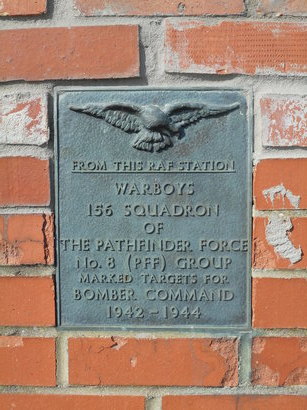 FROM THIS RAF STATION
WARBOYS
156 SQUADRON
OF
THE PATHFINDER FORCE
No. 8 (PFF) GROUP
MARKED TARGETS FOR
BOMBER COMMAND
1942 - 1944